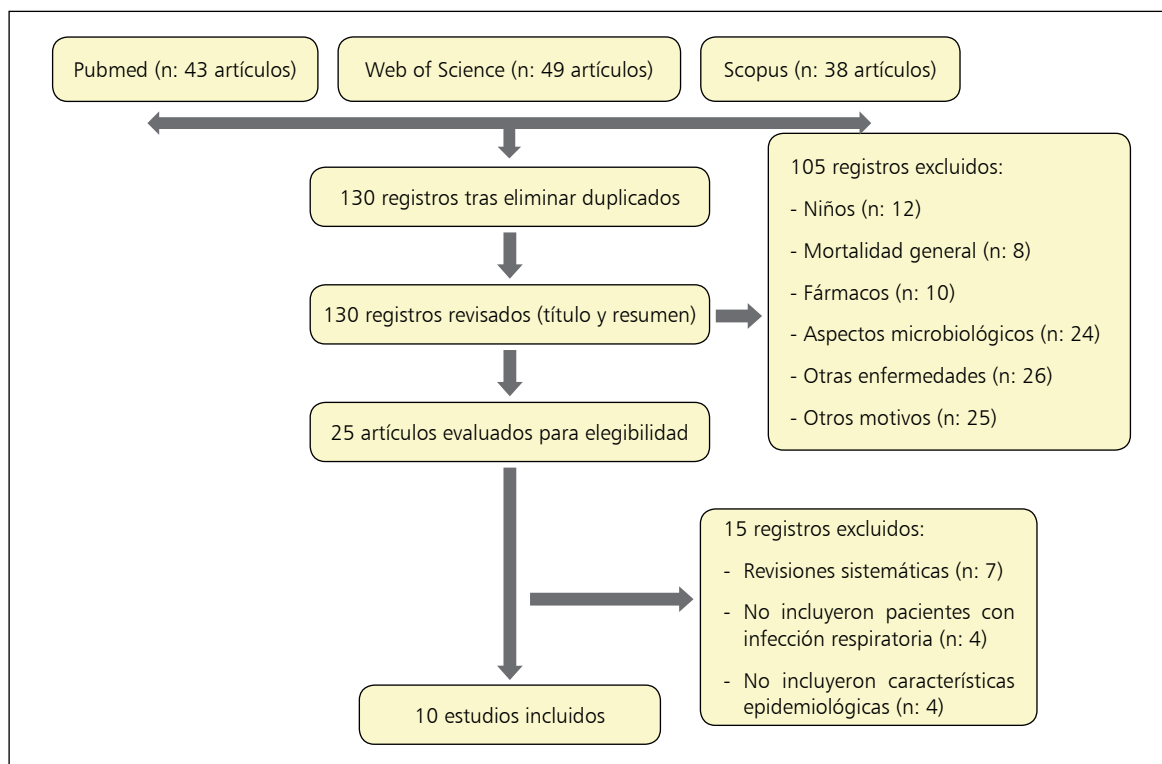 Pubmed (n: 43 artículos)
Web of Science (n: 49 artículos)
Scopus (n: 38 artículos)
130 registros tras eliminar duplicados
130 registros revisados (título y resumen)
105 registros excluidos:
- Niños (n: 12)
- Mortalidad general (n: 8)
- Fármacos (n: 10)
- Aspectos microbiológicos (n: 24)
- Otras enfermedades (n: 26)
- Otros motivos (n: 25)
25 artículos evaluados para elegibilidad
15 registros excluidos:
- Revisiones sistemáticas (n: 7)
- No incluyeron pacientes con
infección respiratoria (n: 4)
- No incluyeron características
epidemiológicas (n: 4)
10 estudios incluidos